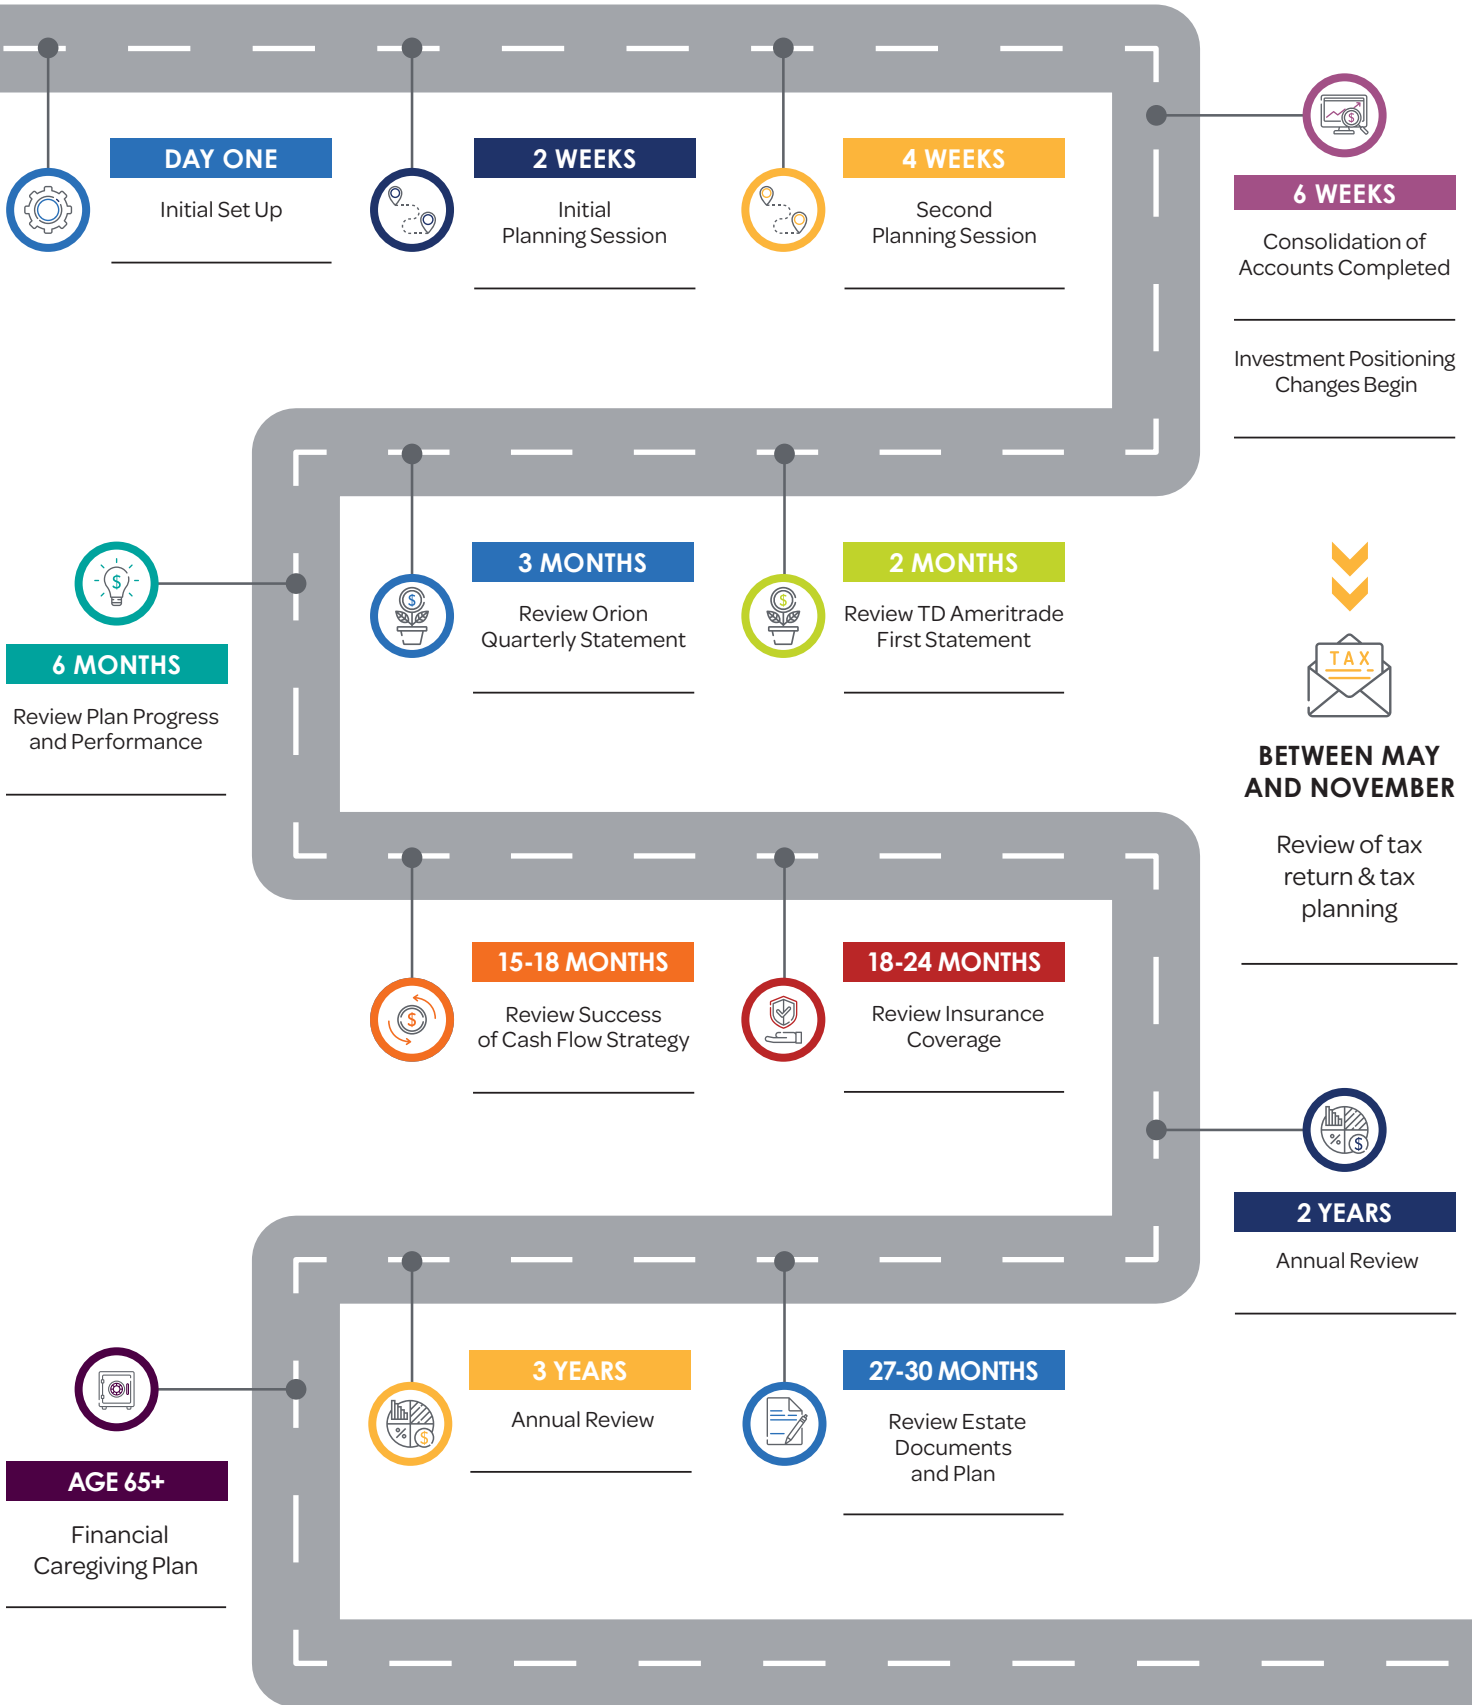 DAY ONE
Initial Set Up
2 WEEKS
Initial
Planning Session
4 WEEKS
Second
Planning Session
$
6 WEEKS
Consolidation of
Accounts Completed
Investment Positioning
Changes Begin
$
2 MONTHS
Review TD Ameritrade
First Statement
$
3 MONTHS
Review Orion
Quarterly Statement
$
6 MONTHS
Review Plan Progress
and Performance
TAX
BETWEEN MAY
AND NOVEMBER
Review of tax
return & tax
planning
$
15-18 MONTHS
Review Success
of Cash Flow Strategy
18-24 MONTHS
Review Insurance
Coverage
% $
2 YEARS
Annual Review
27-30 MONTHS
Review Estate
Documents
and Plan
% $
3 YEARS
Annual Review
AGE 65+
Financial
Caregiving Plan